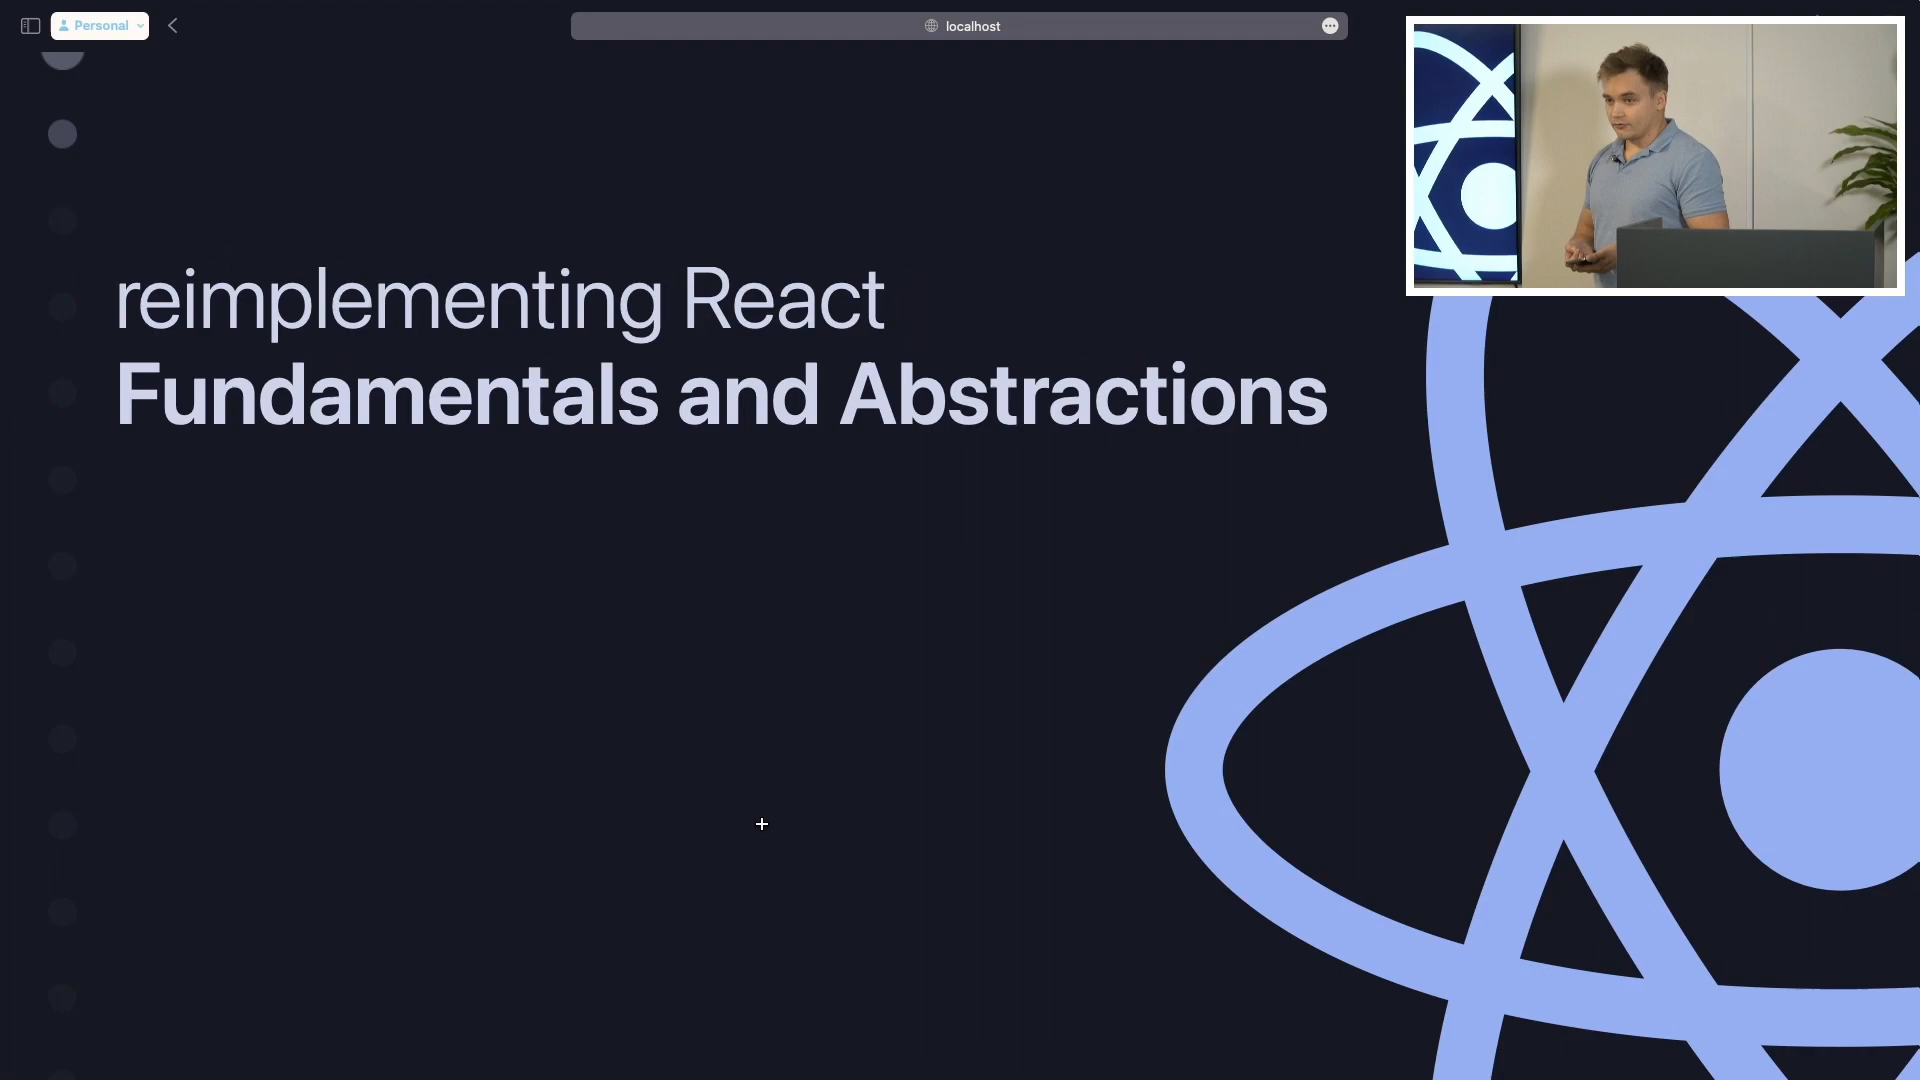 Personal
localhost
reimplementing React
Fundamentals and Abstractions